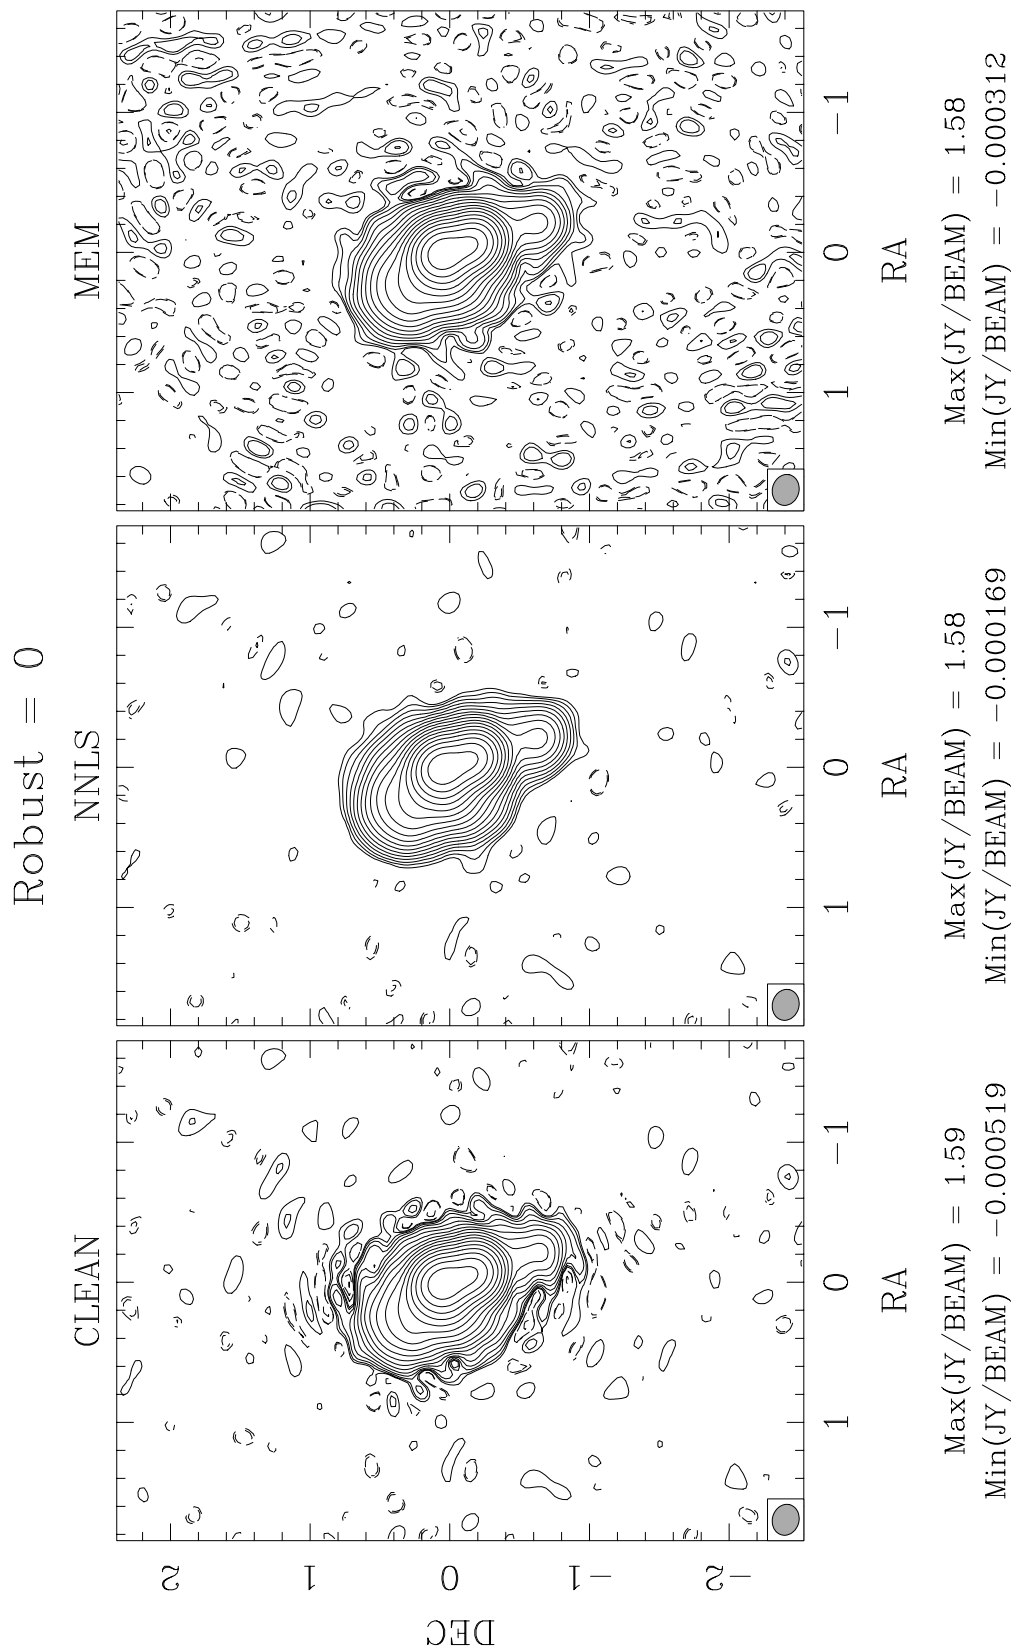 Robust = 0
CLEAN
NNLS
MEM
DEC
2
1
0
-1
-2
1
0
-1
1
0
-1
1
0
-1
RA
RA
RA
Max(JY/BEAM) = 1.59
Min(JY/BEAM) = -0.000519
Max(JY/BEAM) = 1.58
Min(JY/BEAM) = -0.000169
Max(JY/BEAM) = 1.58
Min(JY/BEAM) = -0.000312